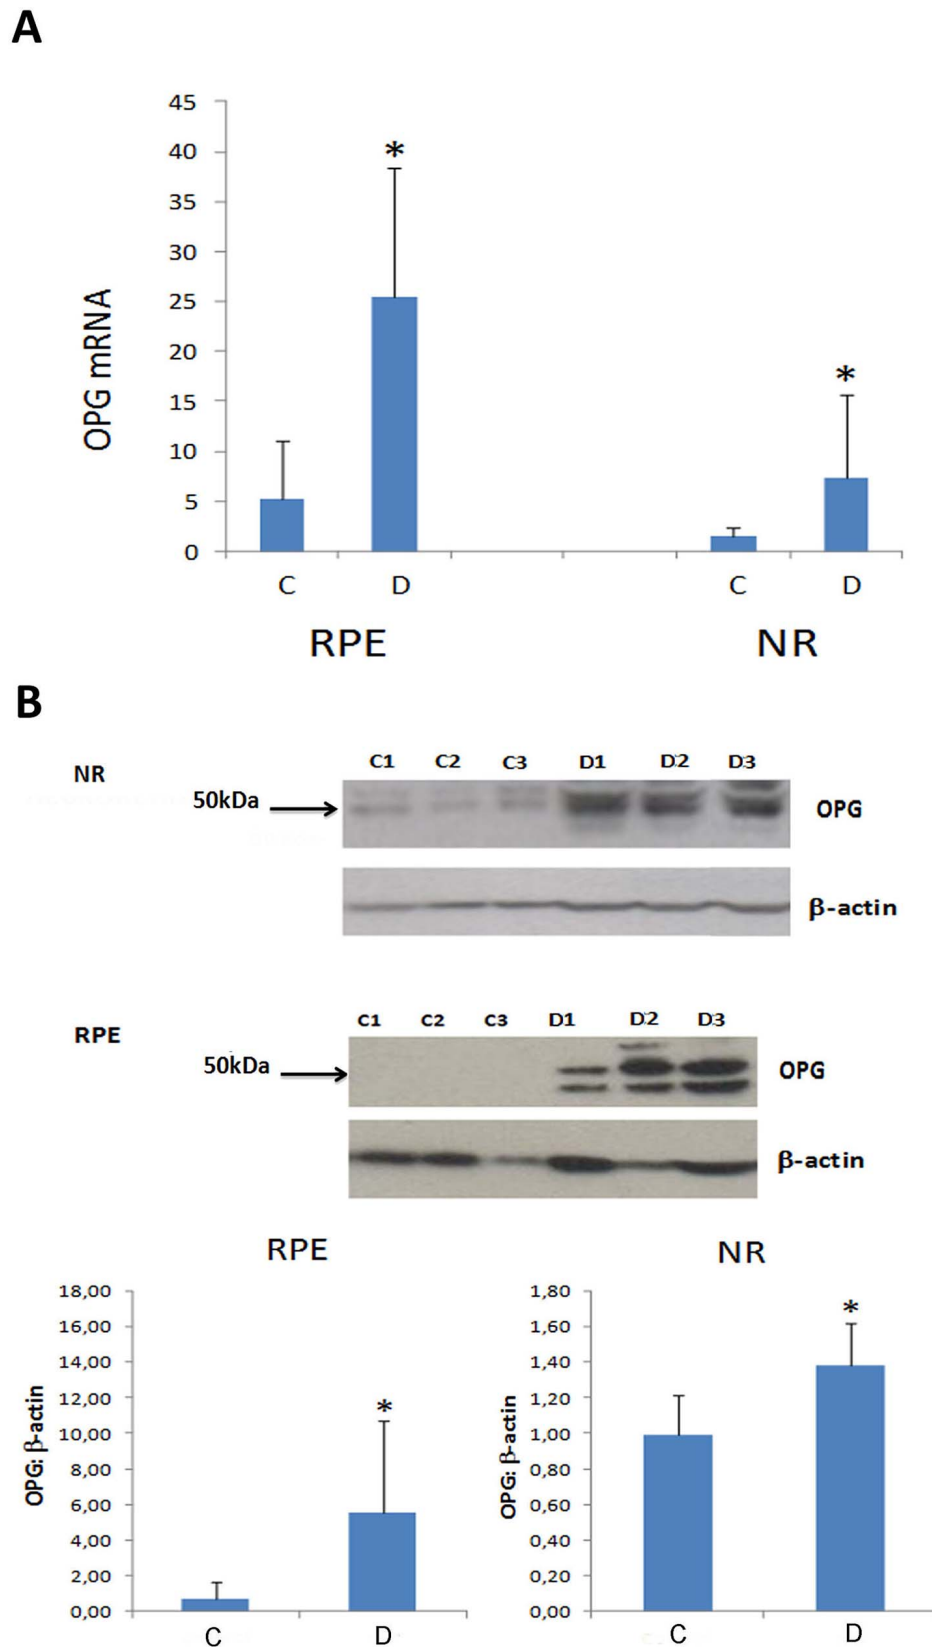 A
45
40
35
30
25
20
15
10
5
0
OPG mRNA
*
*
C D C D
RPE NR
B
NR
C1 C2 C3 D1 D2 D3
50kDa
OPG
β-actin
RPE
C1 C2 C3 D1 D2 D3
50kDa
OPG
β-actin
RPE
18,00
16,00
14,00
12,00
10,00
8,00
6,00
4,00
2,00
0,00
OPG: β-actin
*
C D
NR
1,80
1,60
1,40
1,20
1,00
0,80
0,60
0,40
0,20
0,00
OPG: β-actin
*
C D